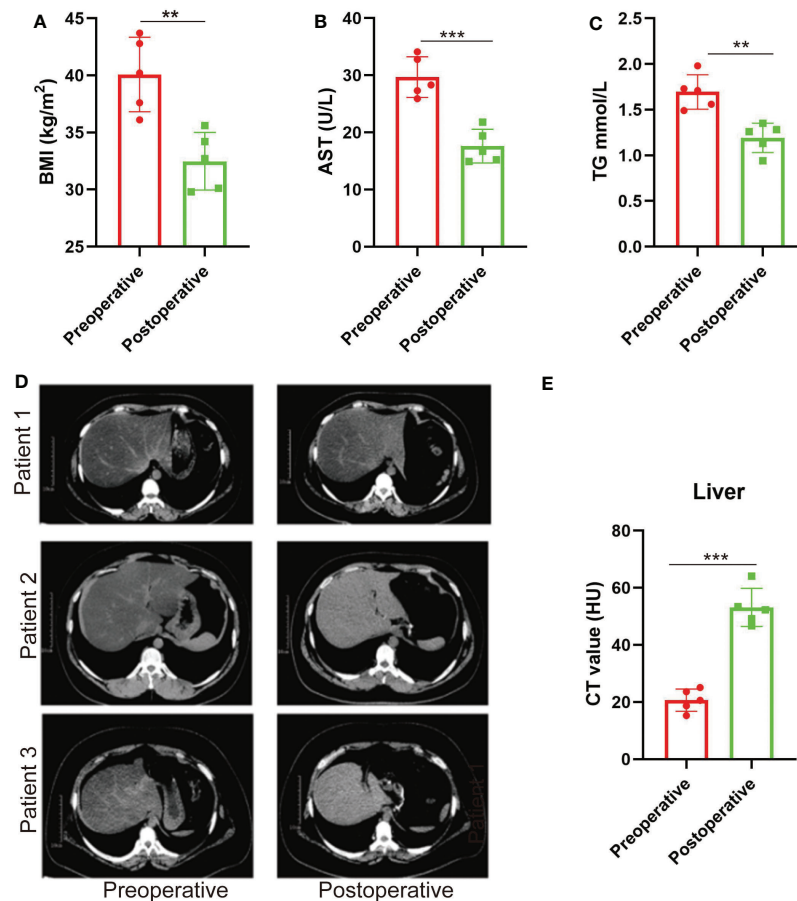 A
**
BMI (kg/m²)
45
40
35
30
25
Preoperative
Postoperative
B
***
AST (U/L)
40
30
20
10
0
Preoperative
Postoperative
C
**
TG mmol/L
2.5
2.0
1.5
1.0
0.5
0.0
Preoperative
Postoperative
D
Patient 1
Patient 2
Patient 3
Patient 1
Preoperative
Postoperative
E
Liver
***
CT value (HU)
80
60
40
20
0
Preoperative
Postoperative